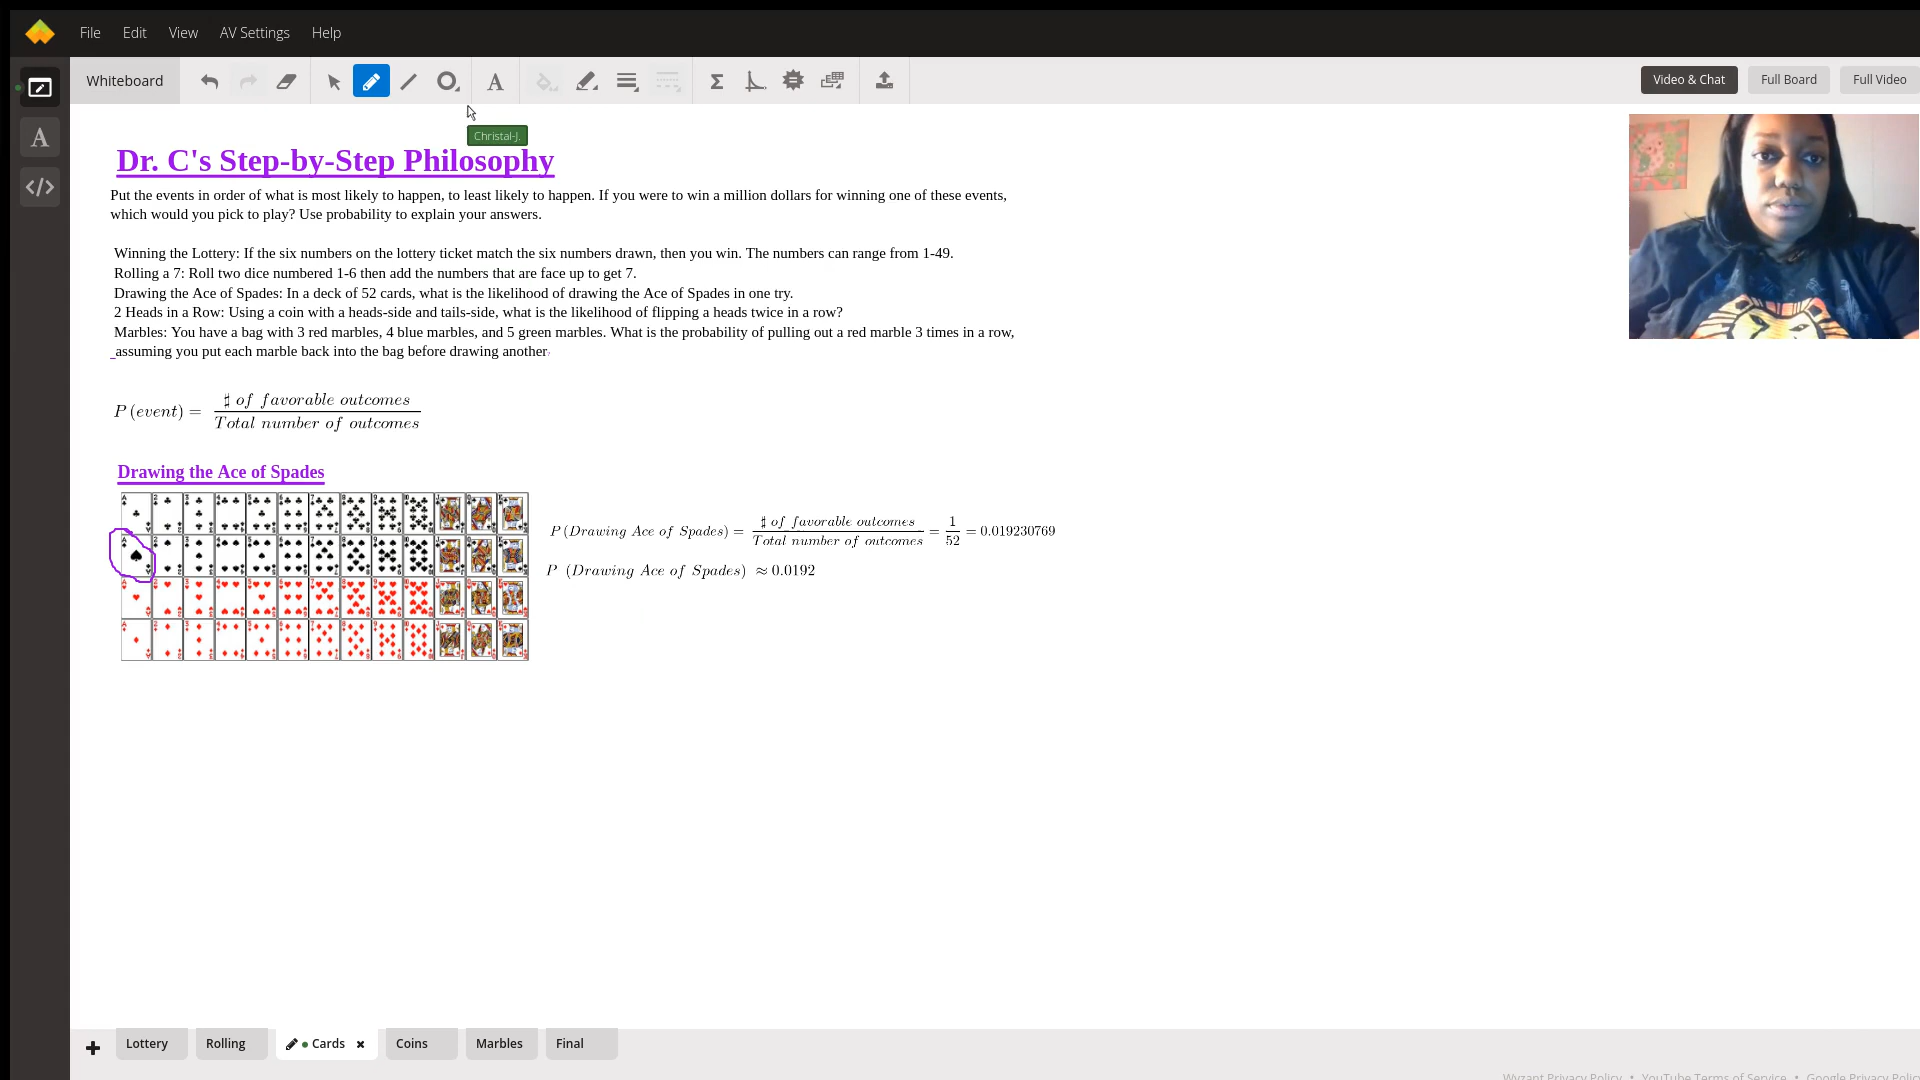 File Edit View AV Settings Help
Whiteboard
Video & Chat Full Board Full Video
Christal-J.
Dr. C's Step-by-Step Philosophy
Put the events in order of what is most likely to happen, to least likely to happen. If you were to win a million dollars for winning one of these events,
which would you pick to play? Use probability to explain your answers.
Winning the Lottery: If the six numbers on the lottery ticket match the six numbers drawn, then you win. The numbers can range from 1-49.
Rolling a 7: Roll two dice numbered 1-6 then add the numbers that are face up to get 7.
Drawing the Ace of Spades: In a deck of 52 cards, what is the likelihood of drawing the Ace of Spades in one try.
2 Heads in a Row: Using a coin with a heads-side and tails-side, what is the likelihood of flipping a heads twice in a row?
Marbles: You have a bag with 3 red marbles, 4 blue marbles, and 5 green marbles. What is the probability of pulling out a red marble 3 times in a row,
assuming you put each marble back into the bag before drawing another
P (event) = ♯ of favorable outcomes / Total number of outcomes
Drawing the Ace of Spades
P (Drawing Ace of Spades) = ♯ of favorable outcomes / Total number of outcomes = 1/52 = 0.019230769
P (Drawing Ace of Spades) ≈ 0.0192
Lottery Rolling Cards Coins Marbles Final
Wyzant Privacy Policy • YouTube Terms of Service • Google Privacy